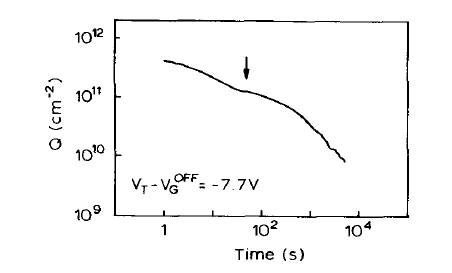 10¹²
10¹¹
Q (cm⁻²)
10¹⁰
V_T - V_G^OFF = -7.7V
10⁹
1 10² 10⁴
Time (s)